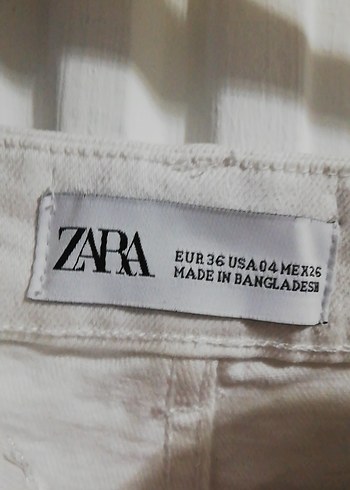 ZARA
EUR 36 USA 04 MEX 26
MADE IN BANGLADESH